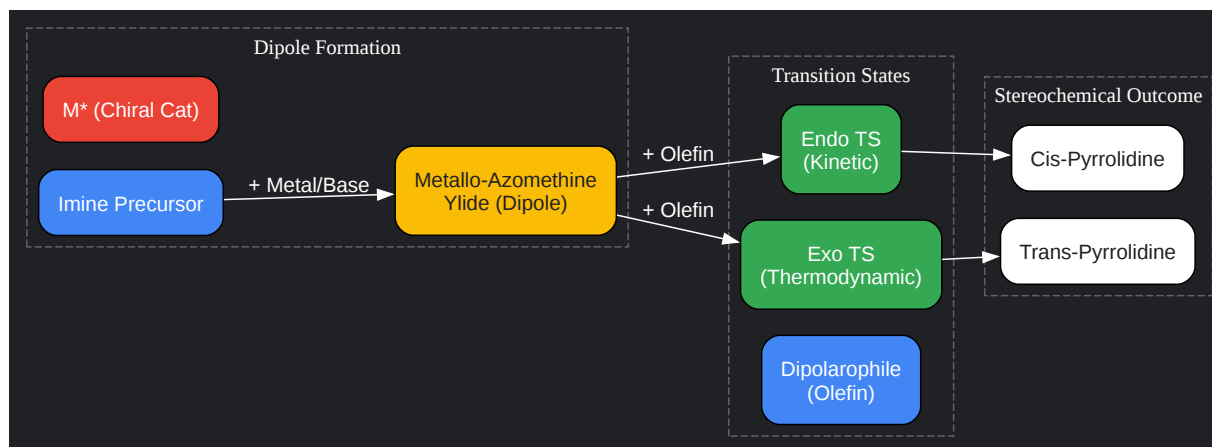 Dipole Formation
M* (Chiral Cat)
Imine Precursor
+ Metal/Base
Metallo-Azomethine
Ylide (Dipole)
+ Olefin
+ Olefin
Transition States
Endo TS
(Kinetic)
Exo TS
(Thermodynamic)
Dipolarophile
(Olefin)
Stereochemical Outcome
Cis-Pyrrolidine
Trans-Pyrrolidine